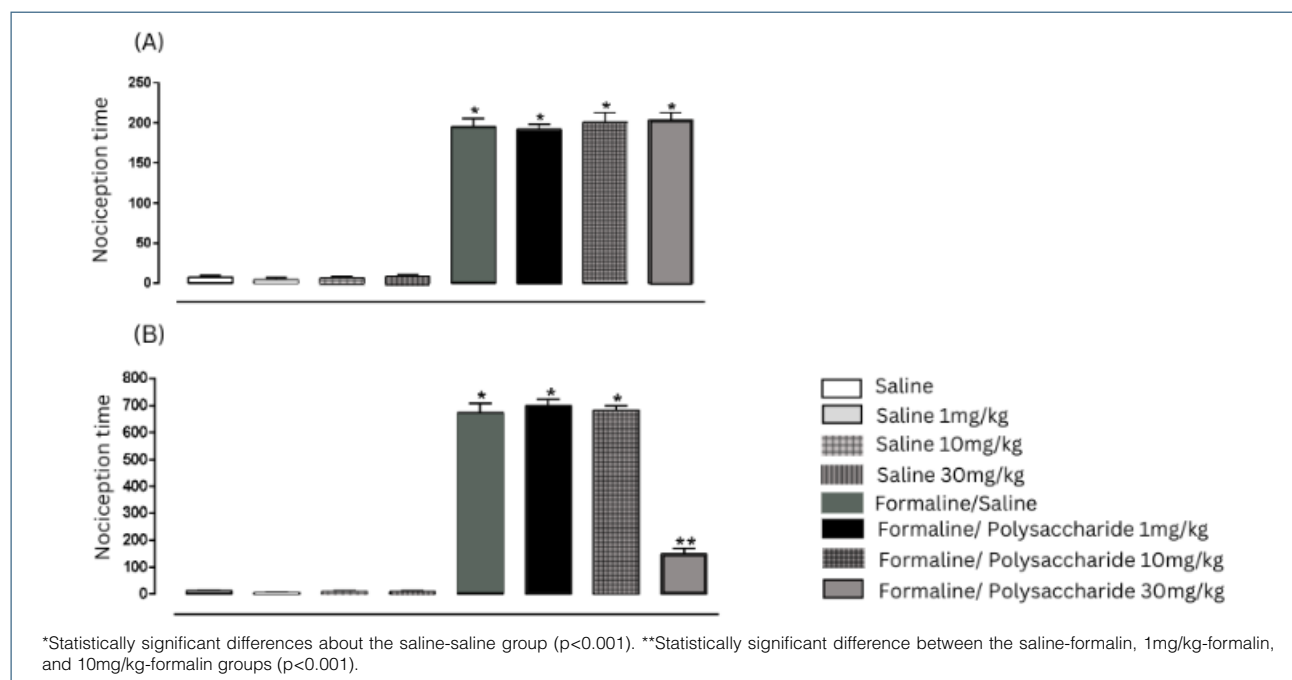 (A)
250
200
150
100
50
0
Nociception time
* * * *
(B)
800
700
600
500
400
300
200
100
0
Nociception time
* * * **
Saline
Saline 1mg/kg
Saline 10mg/kg
Saline 30mg/kg
Formaline/Saline
Formaline/ Polysaccharide 1mg/kg
Formaline/ Polysaccharide 10mg/kg
Formaline/ Polysaccharide 30mg/kg
*Statistically significant differences about the saline-saline group (p<0.001). **Statistically significant difference between the saline-formalin, 1mg/kg-formalin,
and 10mg/kg-formalin groups (p<0.001).